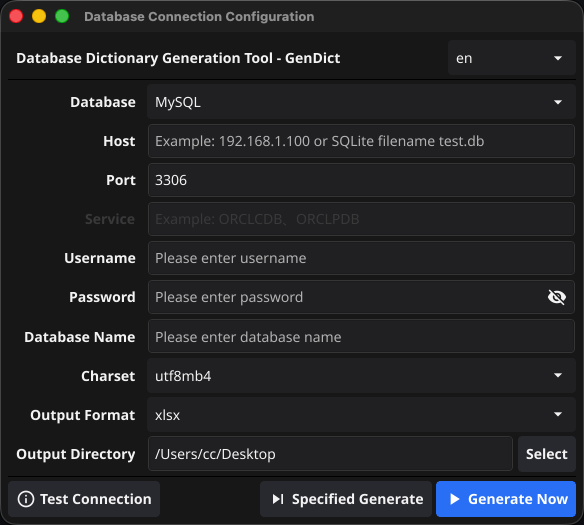 Database Connection Configuration
Database Dictionary Generation Tool - GenDict en
Database MySQL
Host Example: 192.168.1.100 or SQLite filename test.db
Port 3306
Service Example: ORCLCDB、ORCLPDB
Username Please enter username
Password Please enter password
Database Name Please enter database name
Charset utf8mb4
Output Format xlsx
Output Directory /Users/cc/Desktop Select
Test Connection Specified Generate Generate Now